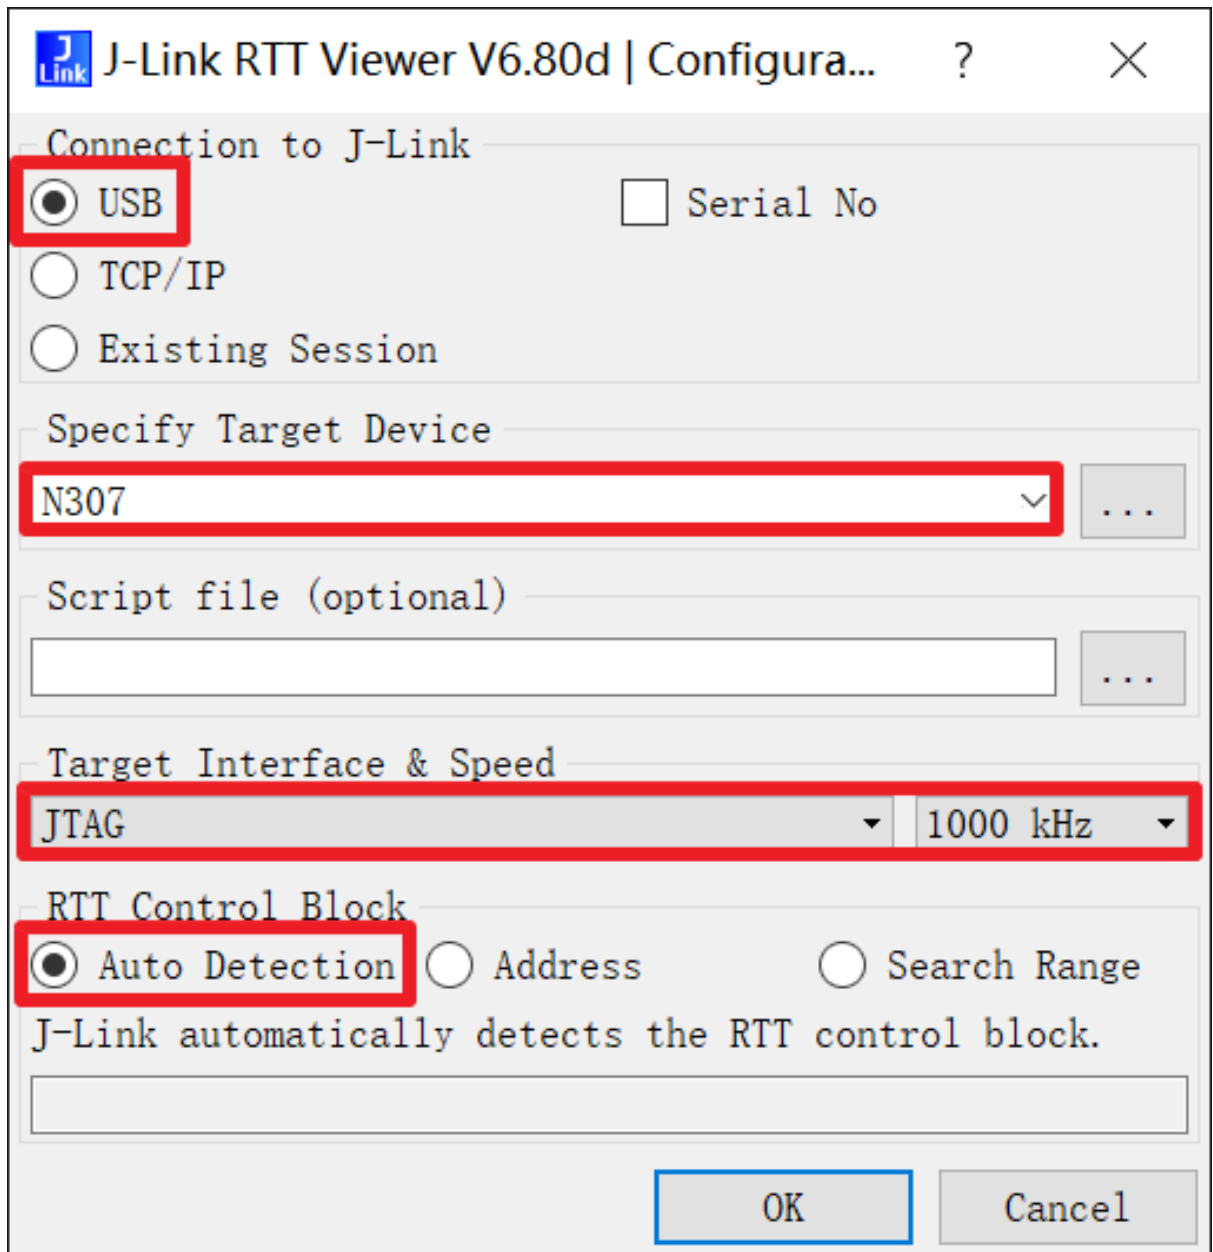 J Link J-Link RTT Viewer V6.80d | Configura... ?
Connection to J-Link
USB Serial No
TCP/IP
Existing Session
Specify Target Device
N307 ...
Script file (optional)
...
Target Interface & Speed
JTAG 1000 kHz
RTT Control Block
Auto Detection Address Search Range
J-Link automatically detects the RTT control block.
OK Cancel